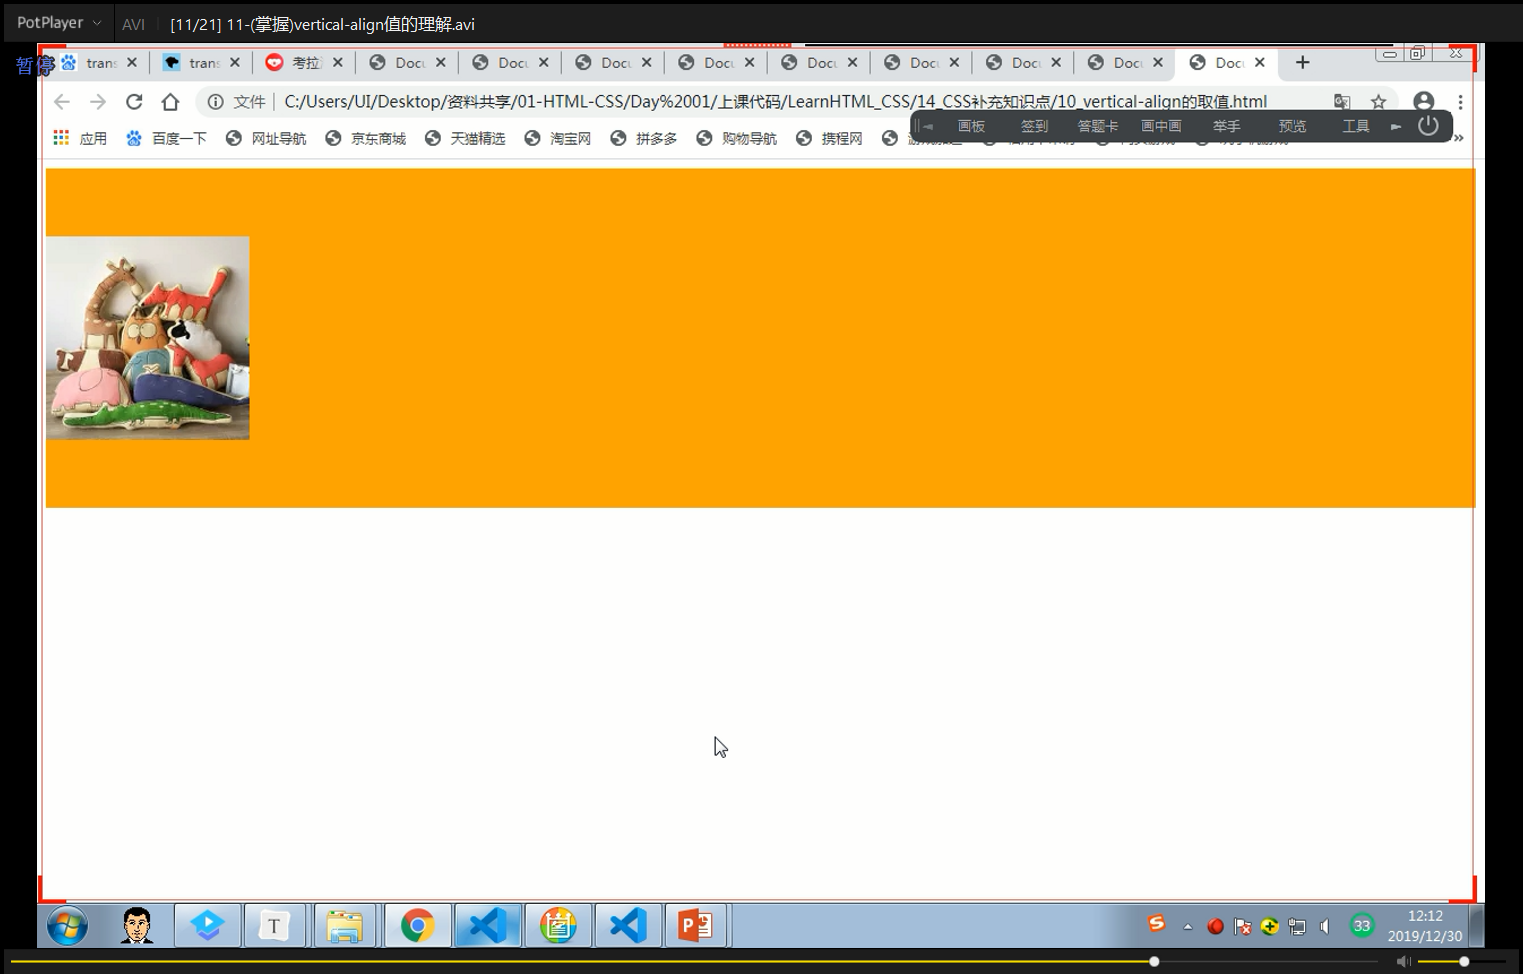 PotPlayer AVI [11/21] 11-(掌握)vertical-align值的理解.avi
暂停
trans trans 考拉 Docu Docu Docu Docu Docu Docu Docu Docu Docu
文件 C:/Users/UI/Desktop/资料共享/01-HTML-CSS/Day%2001/上课代码/LearnHTML_CSS/14_CSS补充知识点/10_vertical-align的取值.html
画板 签到 答题卡 画中画 举手 预览 工具
应用 百度一下 网址导航 京东商城 天猫精选 淘宝网 拼多多 购物导航 携程网
T
33
12:12
2019/12/30